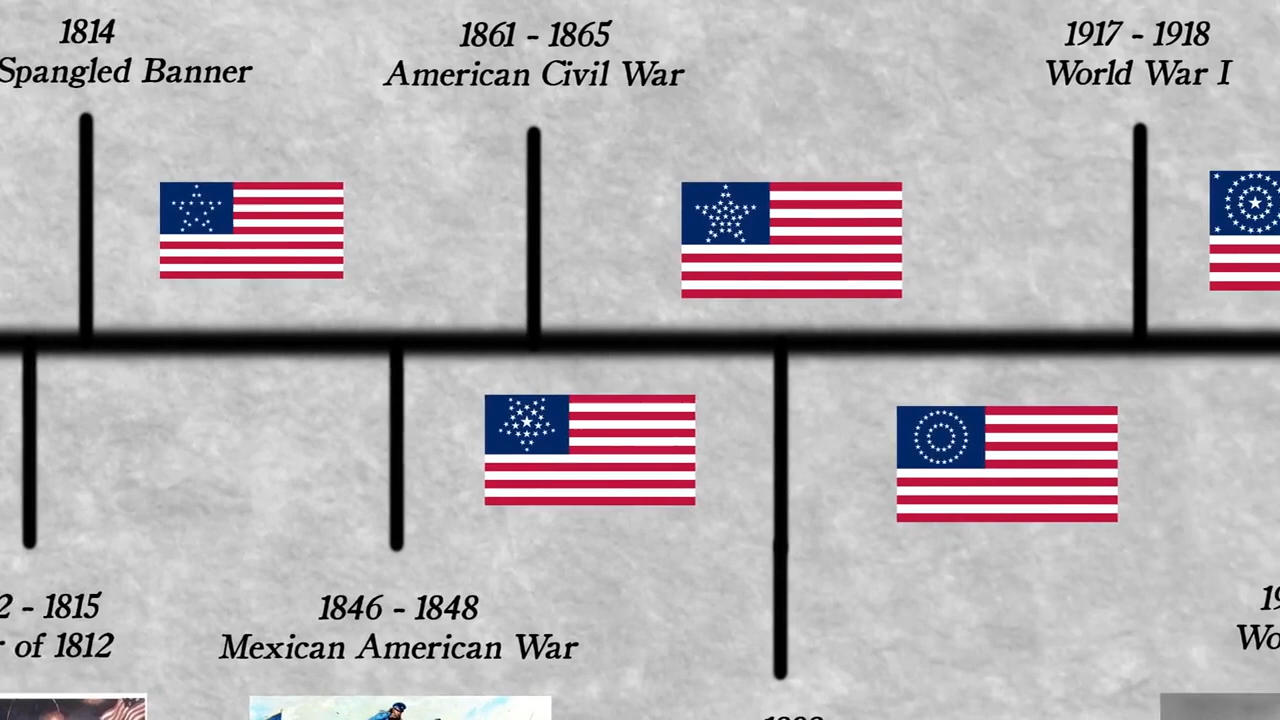 1814
Spangled Banner
1861 - 1865
American Civil War
1917 - 1918
World War I
- 1815
of 1812
1846 - 1848
Mexican American War